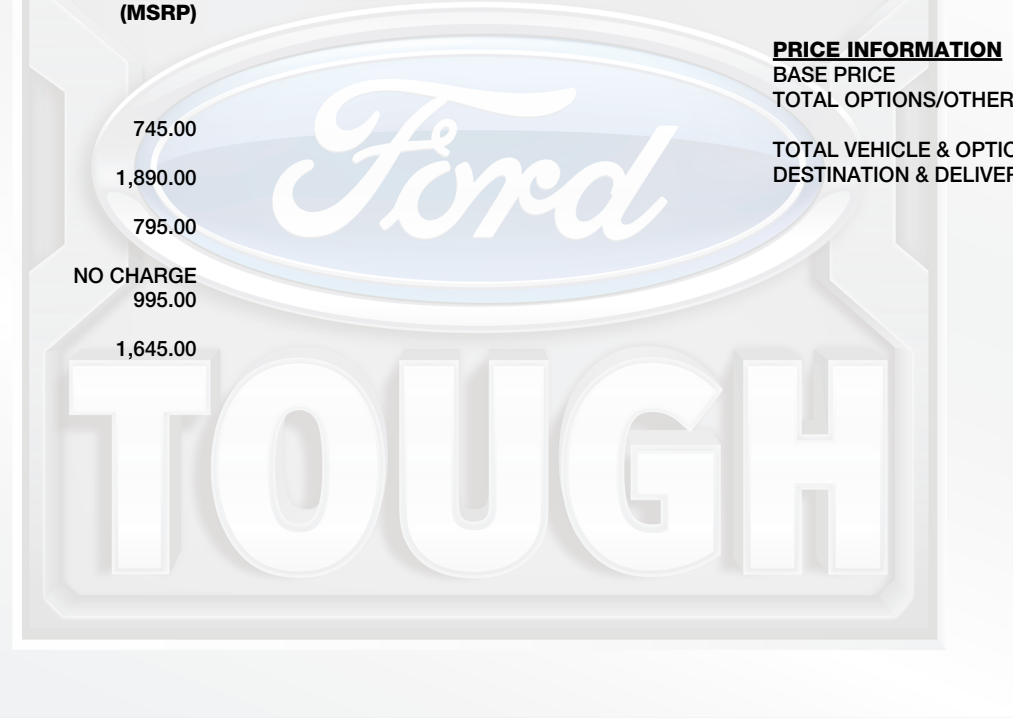 (MSRP)
745.00
1,890.00
795.00
NO CHARGE
995.00
1,645.00
PRICE INFORMATION
BASE PRICE
TOTAL OPTIONS/OTHER
TOTAL VEHICLE & OPTIO
DESTINATION & DELIVER
Ford
TOUGH